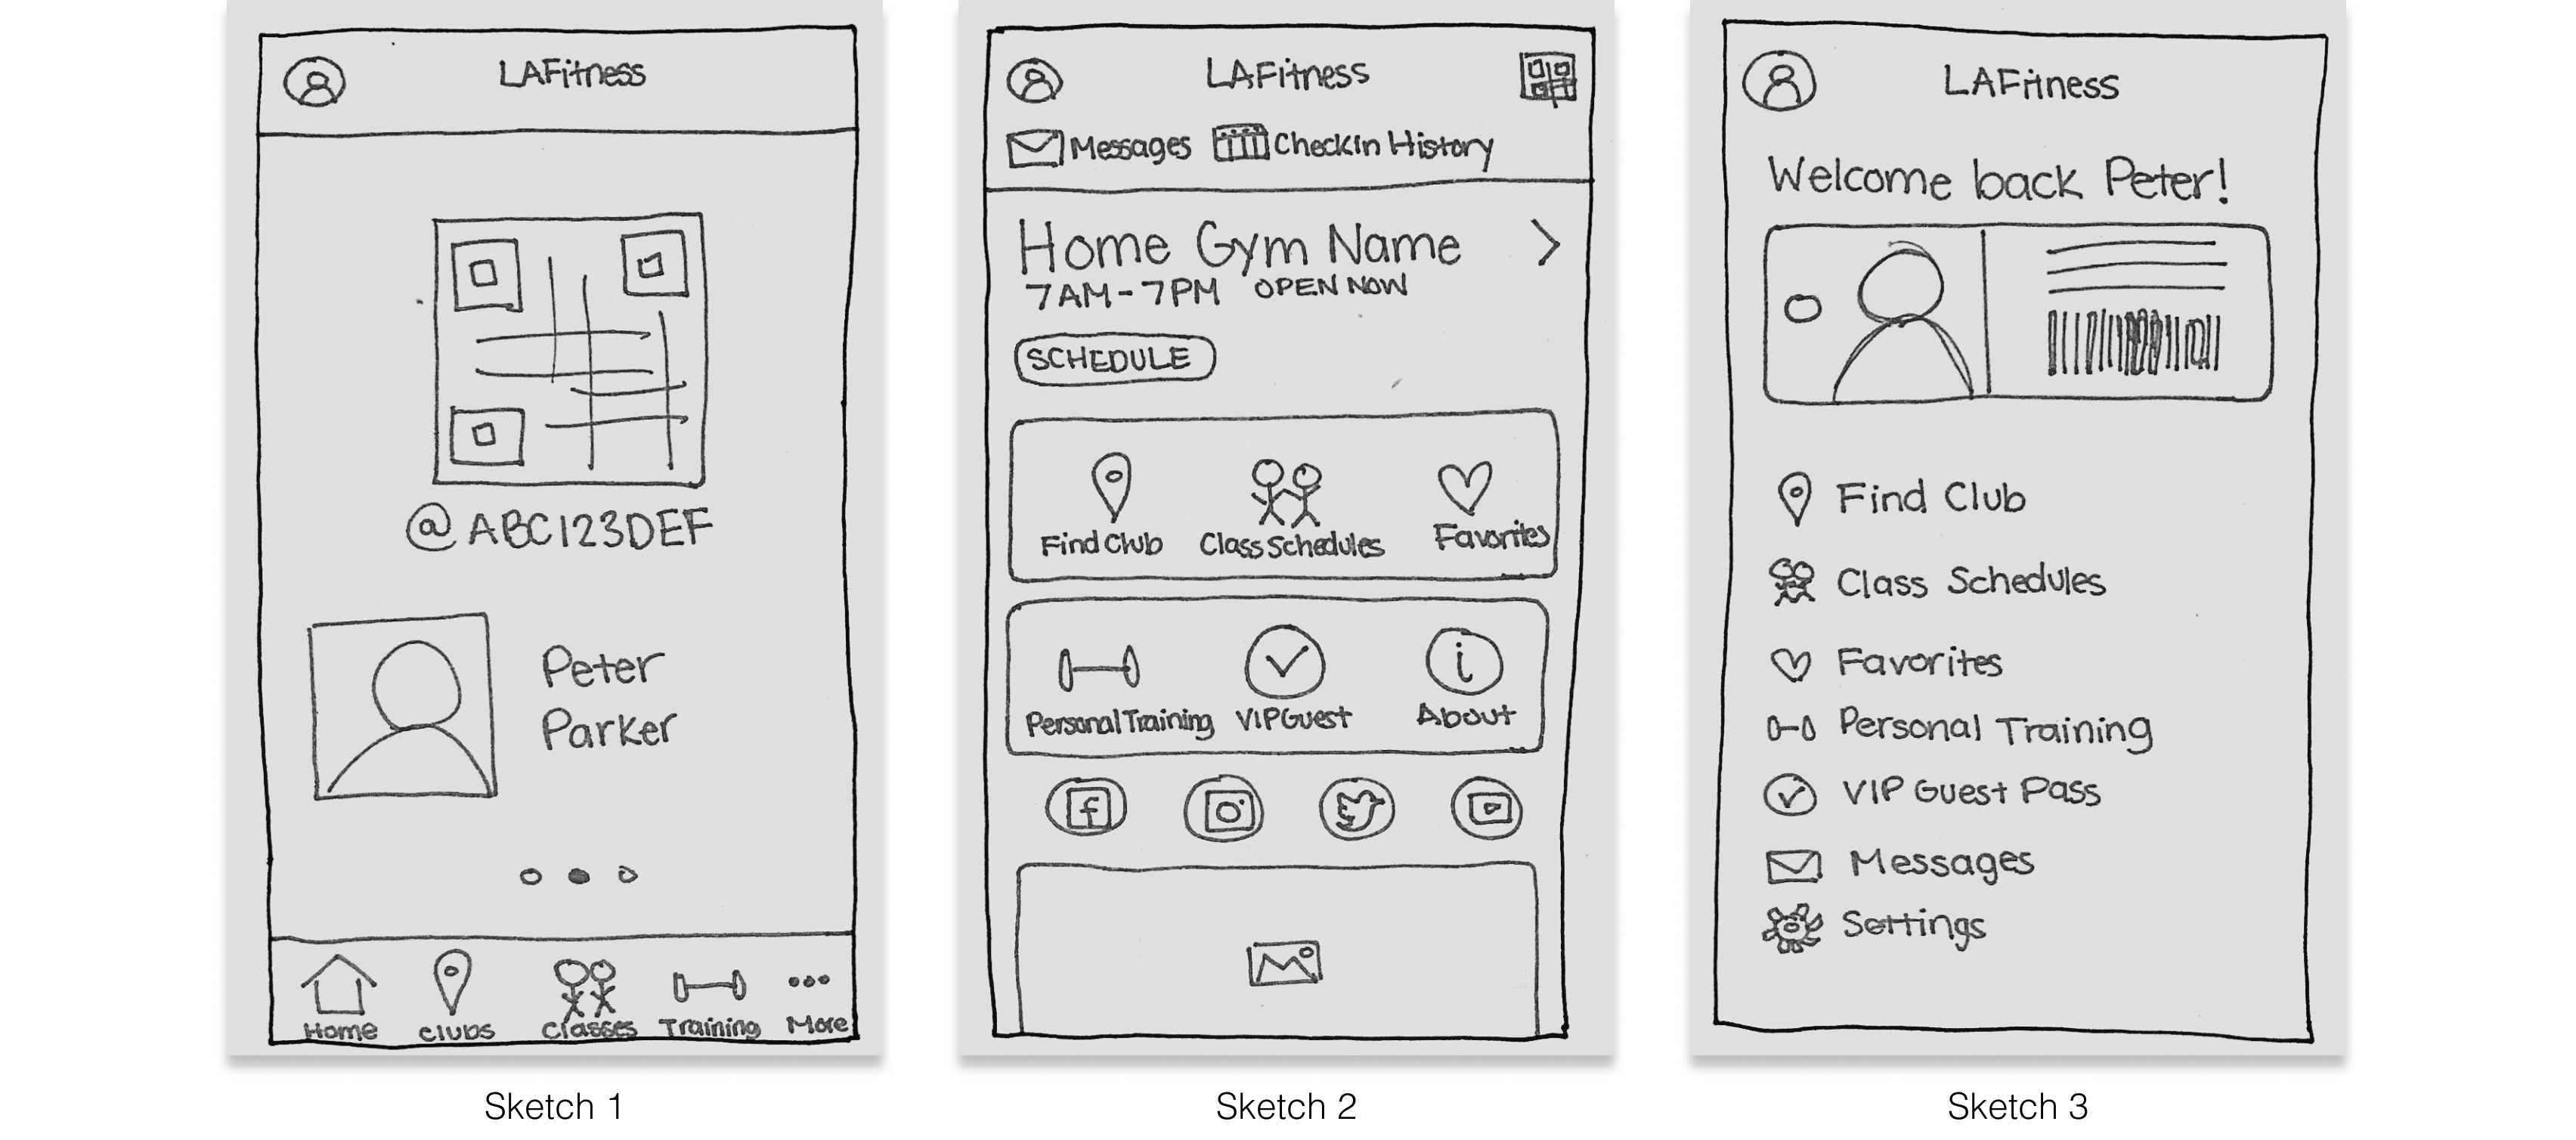 LAFitness
@ABC123DEF
Peter
Parker
Home Clubs Classes Training More
Sketch 1
LAFitness
Messages CheckIn History
Home Gym Name >
7AM-7PM OPEN NOW
SCHEDULE
Find Club Class Schedules Favorites
i
Personal Training VIP Guest About
f
Sketch 2
LAFitness
Welcome back Peter!
Find Club
Class Schedules
Favorites
Personal Training
VIP Guest Pass
Messages
Settings
Sketch 3